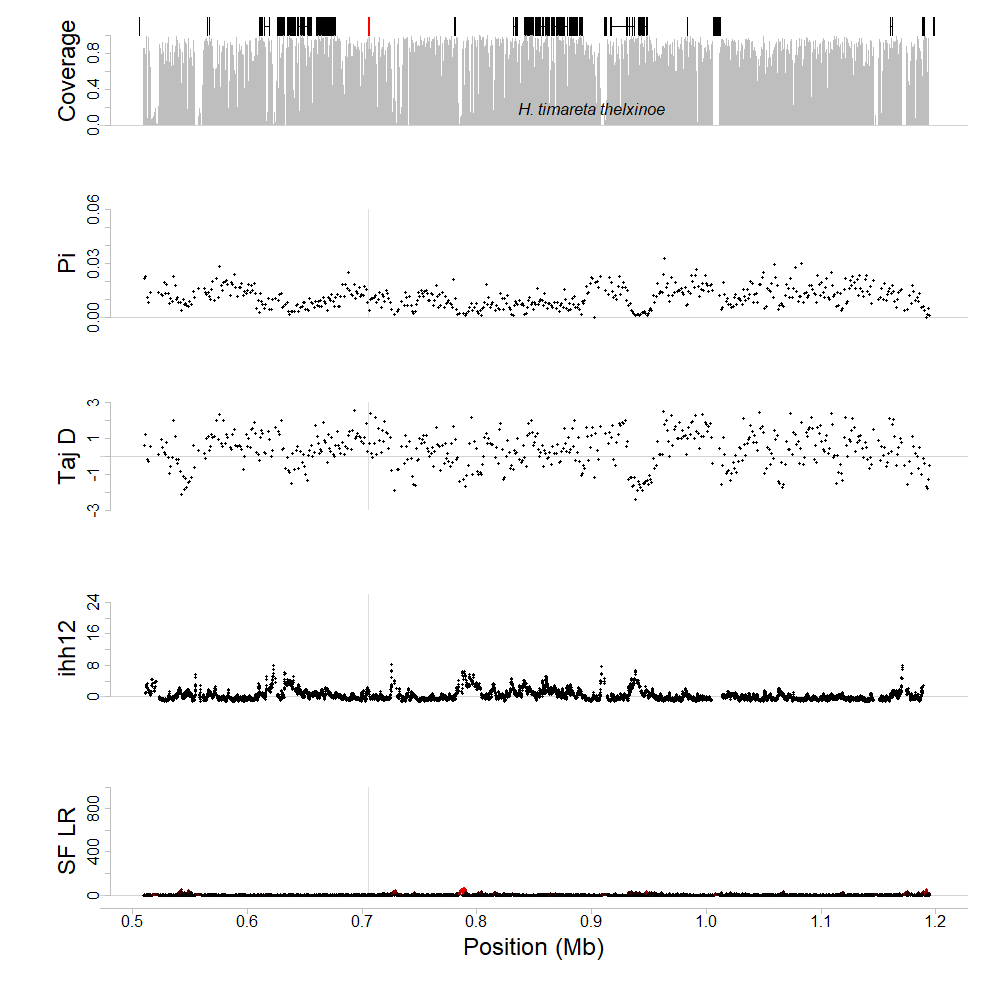 Coverage
0.0 0.4 0.8
H. timareta thelxinoe
Pi
0.00 0.03 0.06
Taj D
-3 -1 1 3
ihh12
0 8 16 24
SF LR
0 400 800
0.5 0.6 0.7 0.8 0.9 1.0 1.1 1.2
Position (Mb)